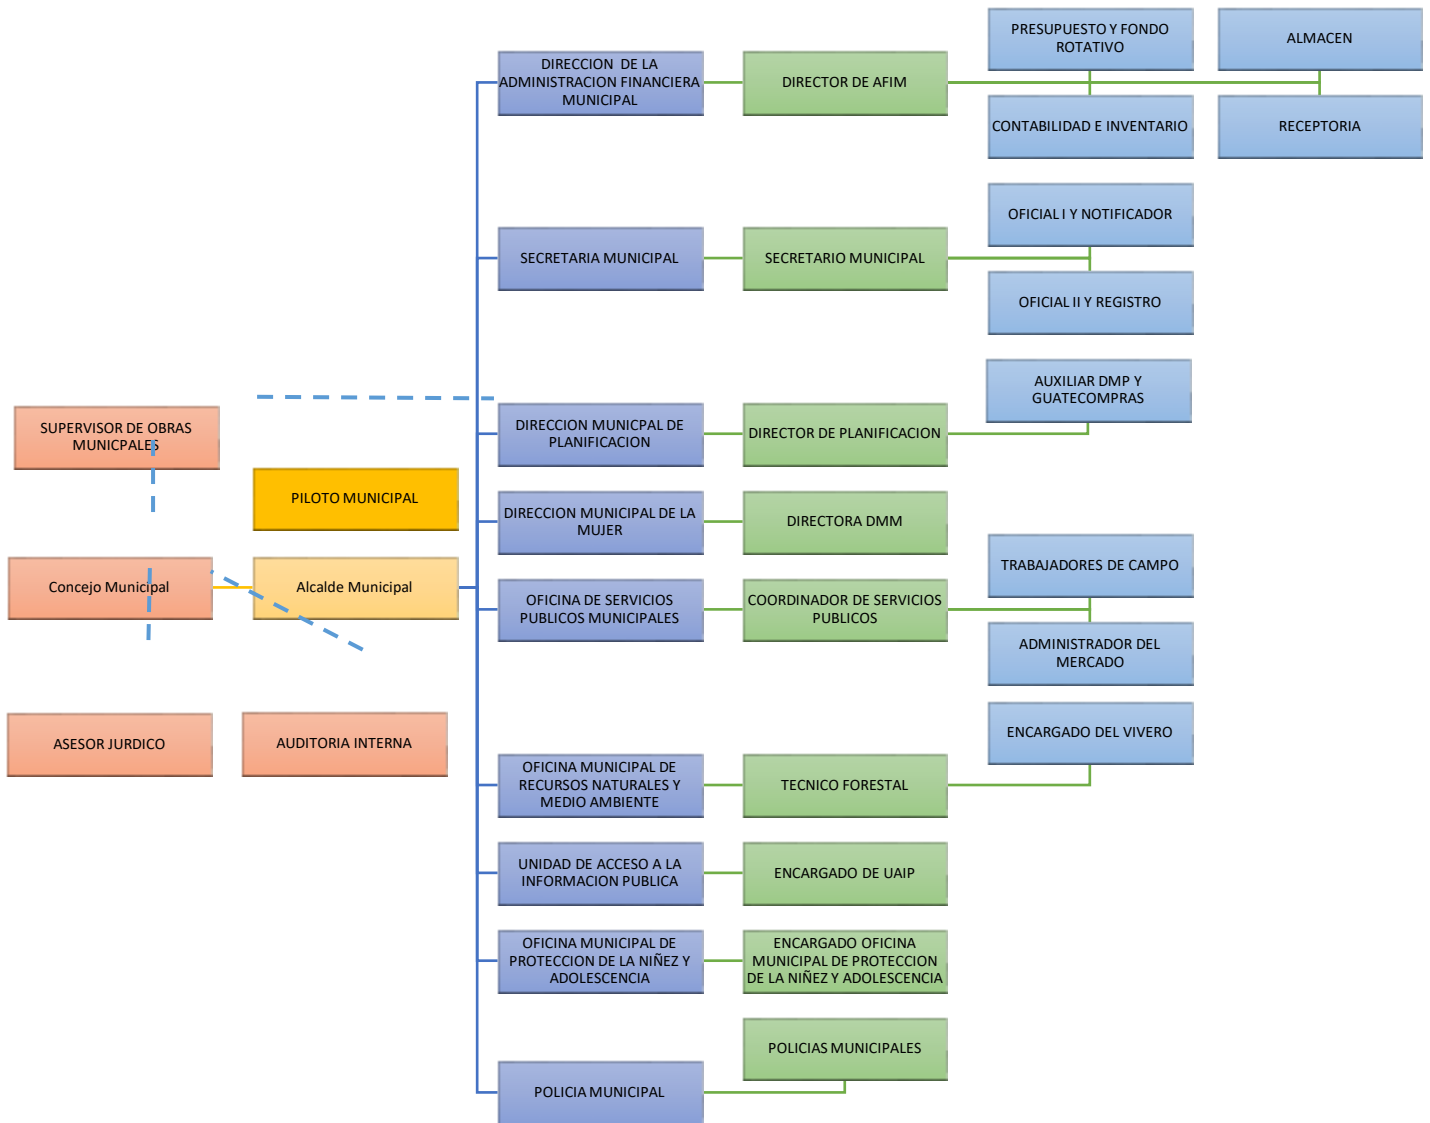 PRESUPUESTO Y FONDO
ROTATIVO
ALMACEN
DIRECCION DE LA
ADMINISTRACION FINANCIERA
MUNICIPAL
DIRECTOR DE AFIM
CONTABILIDAD E INVENTARIO
RECEPTORIA
OFICIAL I Y NOTIFICADOR
SECRETARIA MUNICIPAL
SECRETARIO MUNICIPAL
OFICIAL II Y REGISTRO
AUXILIAR DMP Y
GUATECOMPRAS
SUPERVISOR DE OBRAS
MUNICPALES
DIRECCION MUNICPAL DE
PLANIFICACION
DIRECTOR DE PLANIFICACION
PILOTO MUNICIPAL
DIRECCION MUNICIPAL DE LA
MUJER
DIRECTORA DMM
TRABAJADORES DE CAMPO
Concejo Municipal
Alcalde Municipal
OFICINA DE SERVICIOS
PUBLICOS MUNICIPALES
COORDINADOR DE SERVICIOS
PUBLICOS
ADMINISTRADOR DEL
MERCADO
ASESOR JURDICO
AUDITORIA INTERNA
ENCARGADO DEL VIVERO
OFICINA MUNICIPAL DE
RECURSOS NATURALES Y
MEDIO AMBIENTE
TECNICO FORESTAL
UNIDAD DE ACCESO A LA
INFORMACION PUBLICA
ENCARGADO DE UAIP
OFICINA MUNICIPAL DE
PROTECCION DE LA NIÑEZ Y
ADOLESCENCIA
ENCARGADO OFICINA
MUNICIPAL DE PROTECCION
DE LA NIÑEZ Y ADOLESCENCIA
POLICIAS MUNICIPALES
POLICIA MUNICIPAL